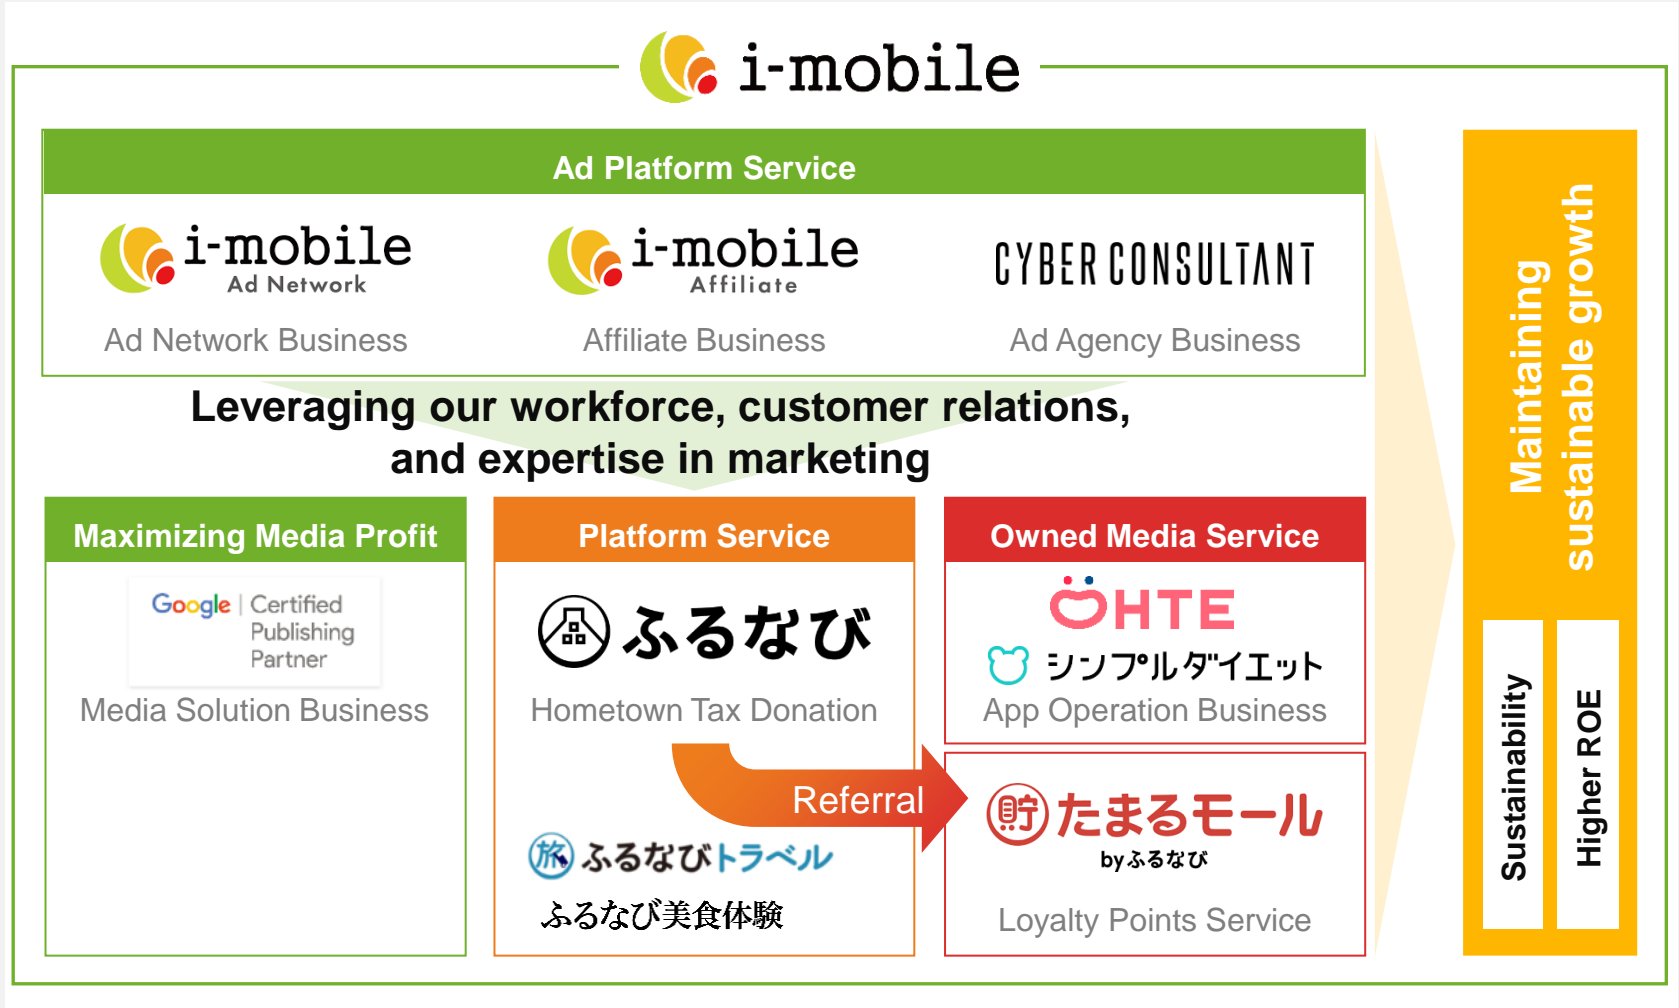 i-mobile
Ad Platform Service
i-mobile
Ad Network
Ad Network Business
i-mobile
Affiliate
Affiliate Business
CYBER CONSULTANT
Ad Agency Business
Leveraging our workforce, customer relations,
and expertise in marketing
Maximizing Media Profit
Google Certified
Publishing
Partner
Media Solution Business
Platform Service
ふるなび
Hometown Tax Donation
Referral
旅 ふるなびトラベル
ふるなび美食体験
Owned Media Service
OHTE
シンプルダイエット
App Operation Business
貯 たまるモール
byふるなび
Loyalty Points Service
Maintaining
sustainable growth
Sustainability
Higher ROE